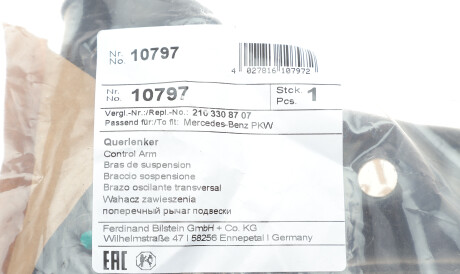 Nr.
No. 10797
4 027816 107972
Nr.
No. 10797
Stck.
Pcs. 1
Vergl.-Nr.:/Repl.-No.: 210 330 87 07
Passend für:/To fit: Mercedes-Benz PKW
Querlenker
Control Arm
Bras de suspension
Braccio sospensione
Brazo oscilante transversal
Wahacz zawieszenia
поперечный рычаг подвески
Ferdinand Bilstein GmbH + Co. KG
Wilhelmstraße 47 | 58256 Ennepetal | Germany
EAC